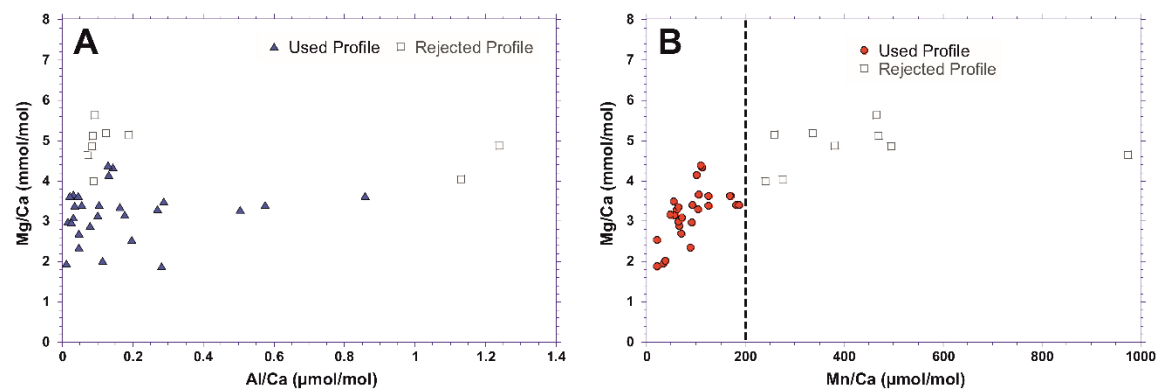 A
Used Profile Rejected Profile
8
7
6
5
4
3
2
1
0
Mg/Ca (mmol/mol)
0 0.2 0.4 0.6 0.8 1 1.2 1.4
Al/Ca (µmol/mol)
B
Used Profile
Rejected Profile
8
7
6
5
4
3
2
1
0
Mg/Ca (mmol/mol)
0 200 400 600 800 1000
Mn/Ca (µmol/mol)